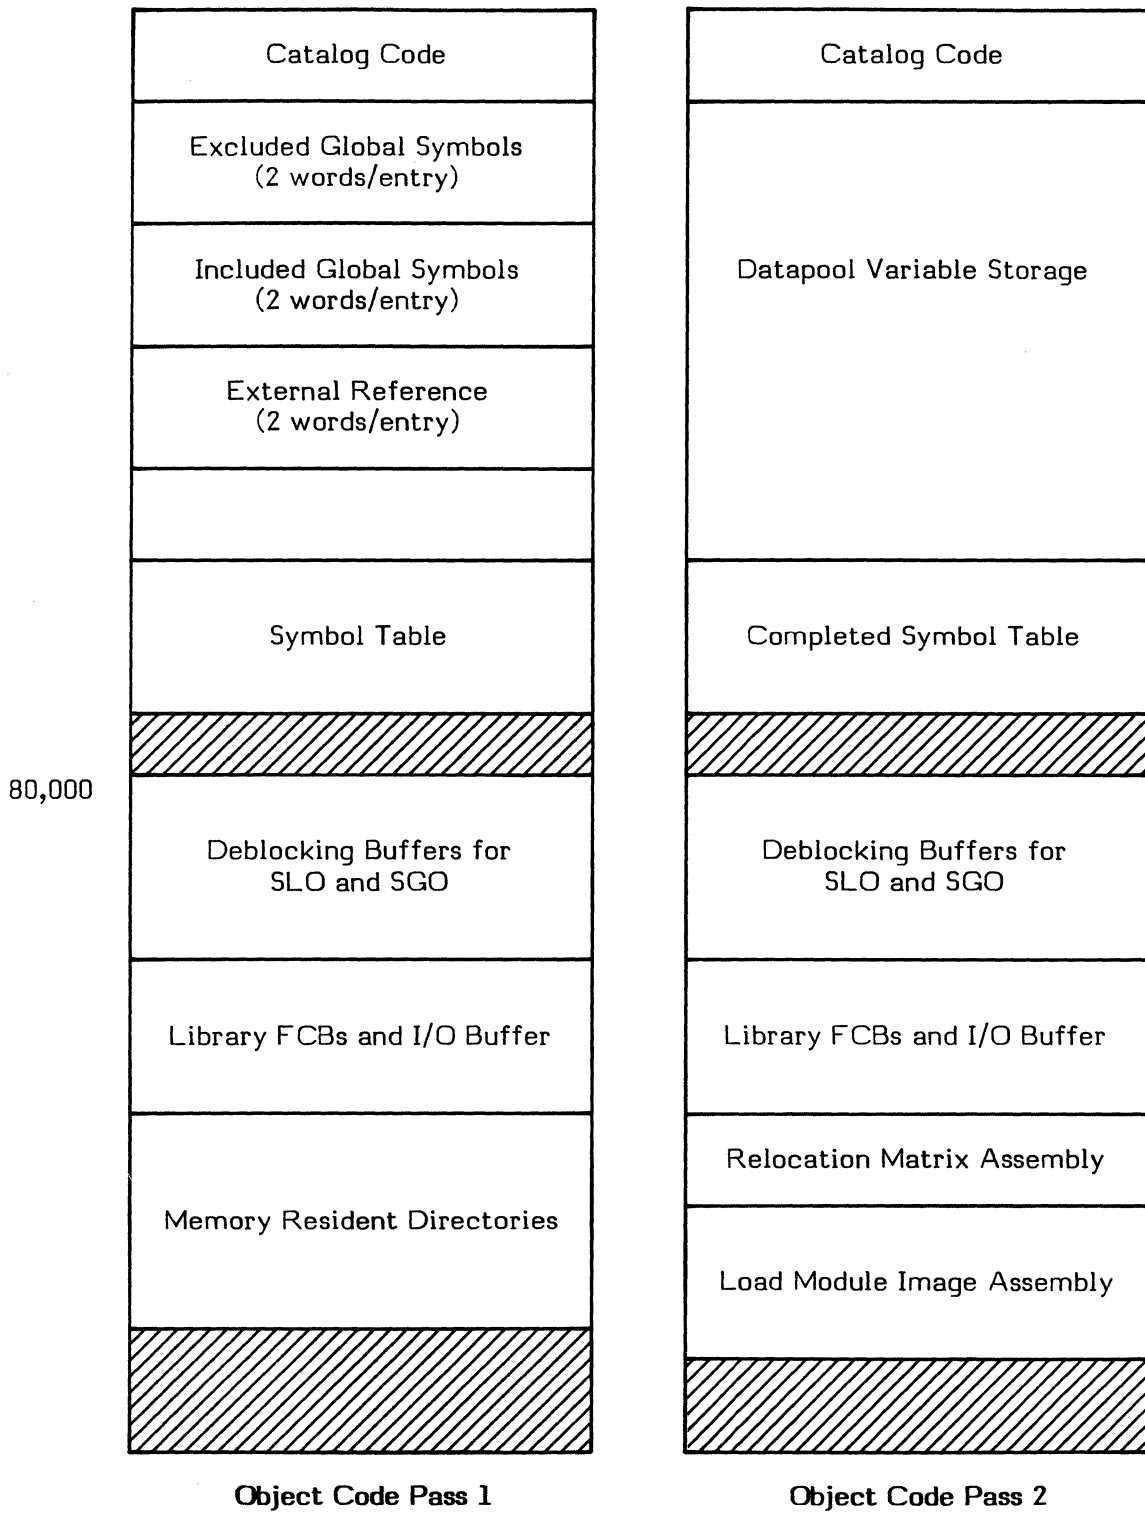 Catalog Code
Excluded Global Symbols
(2 words/entry)
Included Global Symbols
(2 words/entry)
External Reference
(2 words/entry)
Symbol Table
80,000
Deblocking Buffers for
SLO and SGO
Library FCBs and I/O Buffer
Memory Resident Directories
Object Code Pass 1
Catalog Code
Datapool Variable Storage
Completed Symbol Table
Deblocking Buffers for
SLO and SGO
Library FCBs and I/O Buffer
Relocation Matrix Assembly
Load Module Image Assembly
Object Code Pass 2